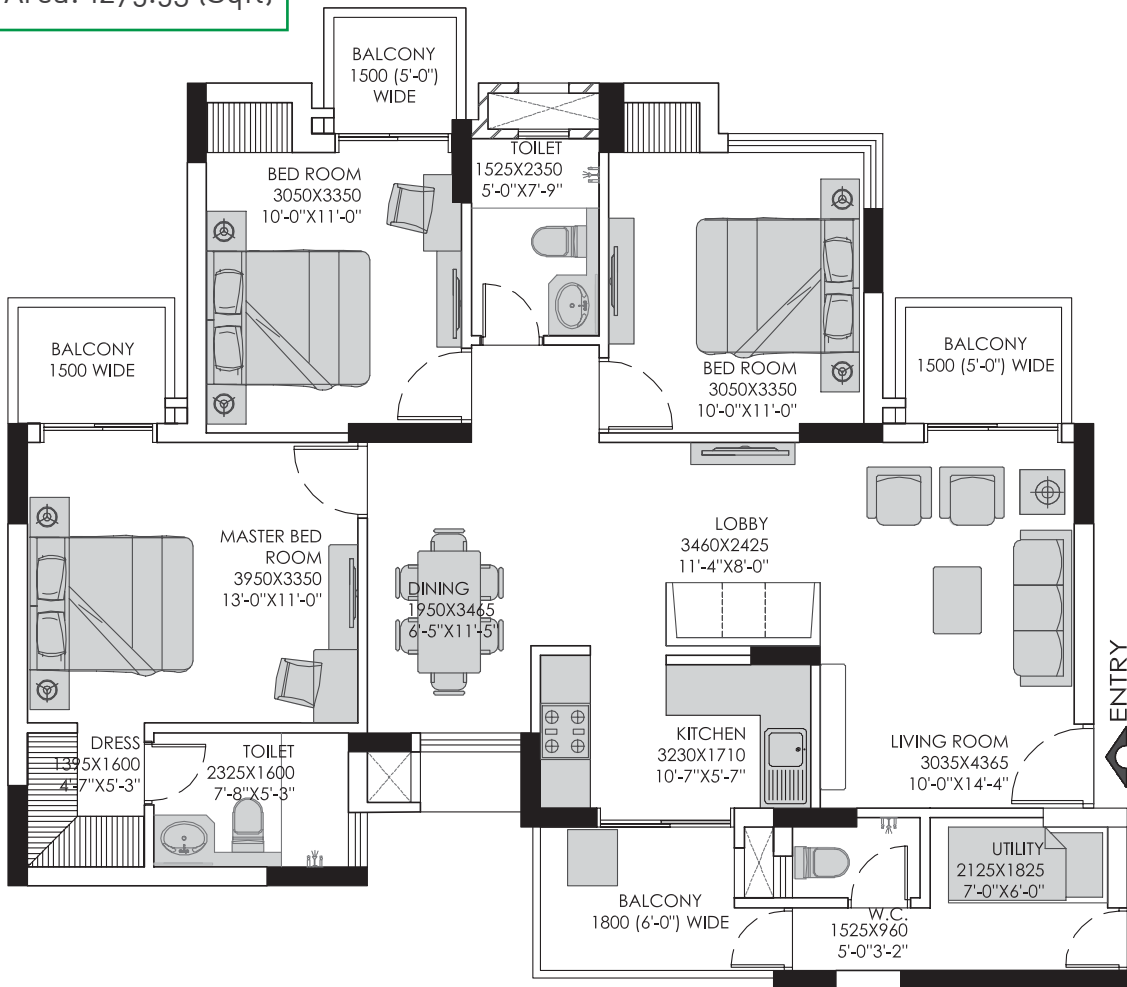 BALCONY
1500 (5'-0")
WIDE
BED ROOM
3050X3350
10'-0"X11'-0"
TOILET
1525X2350
5'-0"X7'-9"
BED ROOM
3050X3350
10'-0"X11'-0"
BALCONY
1500 WIDE
BALCONY
1500 (5'-0") WIDE
MASTER BED
ROOM
3950X3350
13'-0"X11'-0"
DINING
1950X3465
6'-5"X11'-5"
LOBBY
3460X2425
11'-4"X8'-0"
ENTRY
DRESS
1395X1600
4'-7"X5'-3"
TOILET
2325X1600
7'-8"X5'-3"
KITCHEN
3230X1710
10'-7"X5'-7"
LIVING ROOM
3035X4365
10'-0"X14'-4"
BALCONY
1800 (6'-0") WIDE
W.C.
1525X960
5'-0"3'-2"
UTILITY
2125X1825
7'-0"X6'-0"